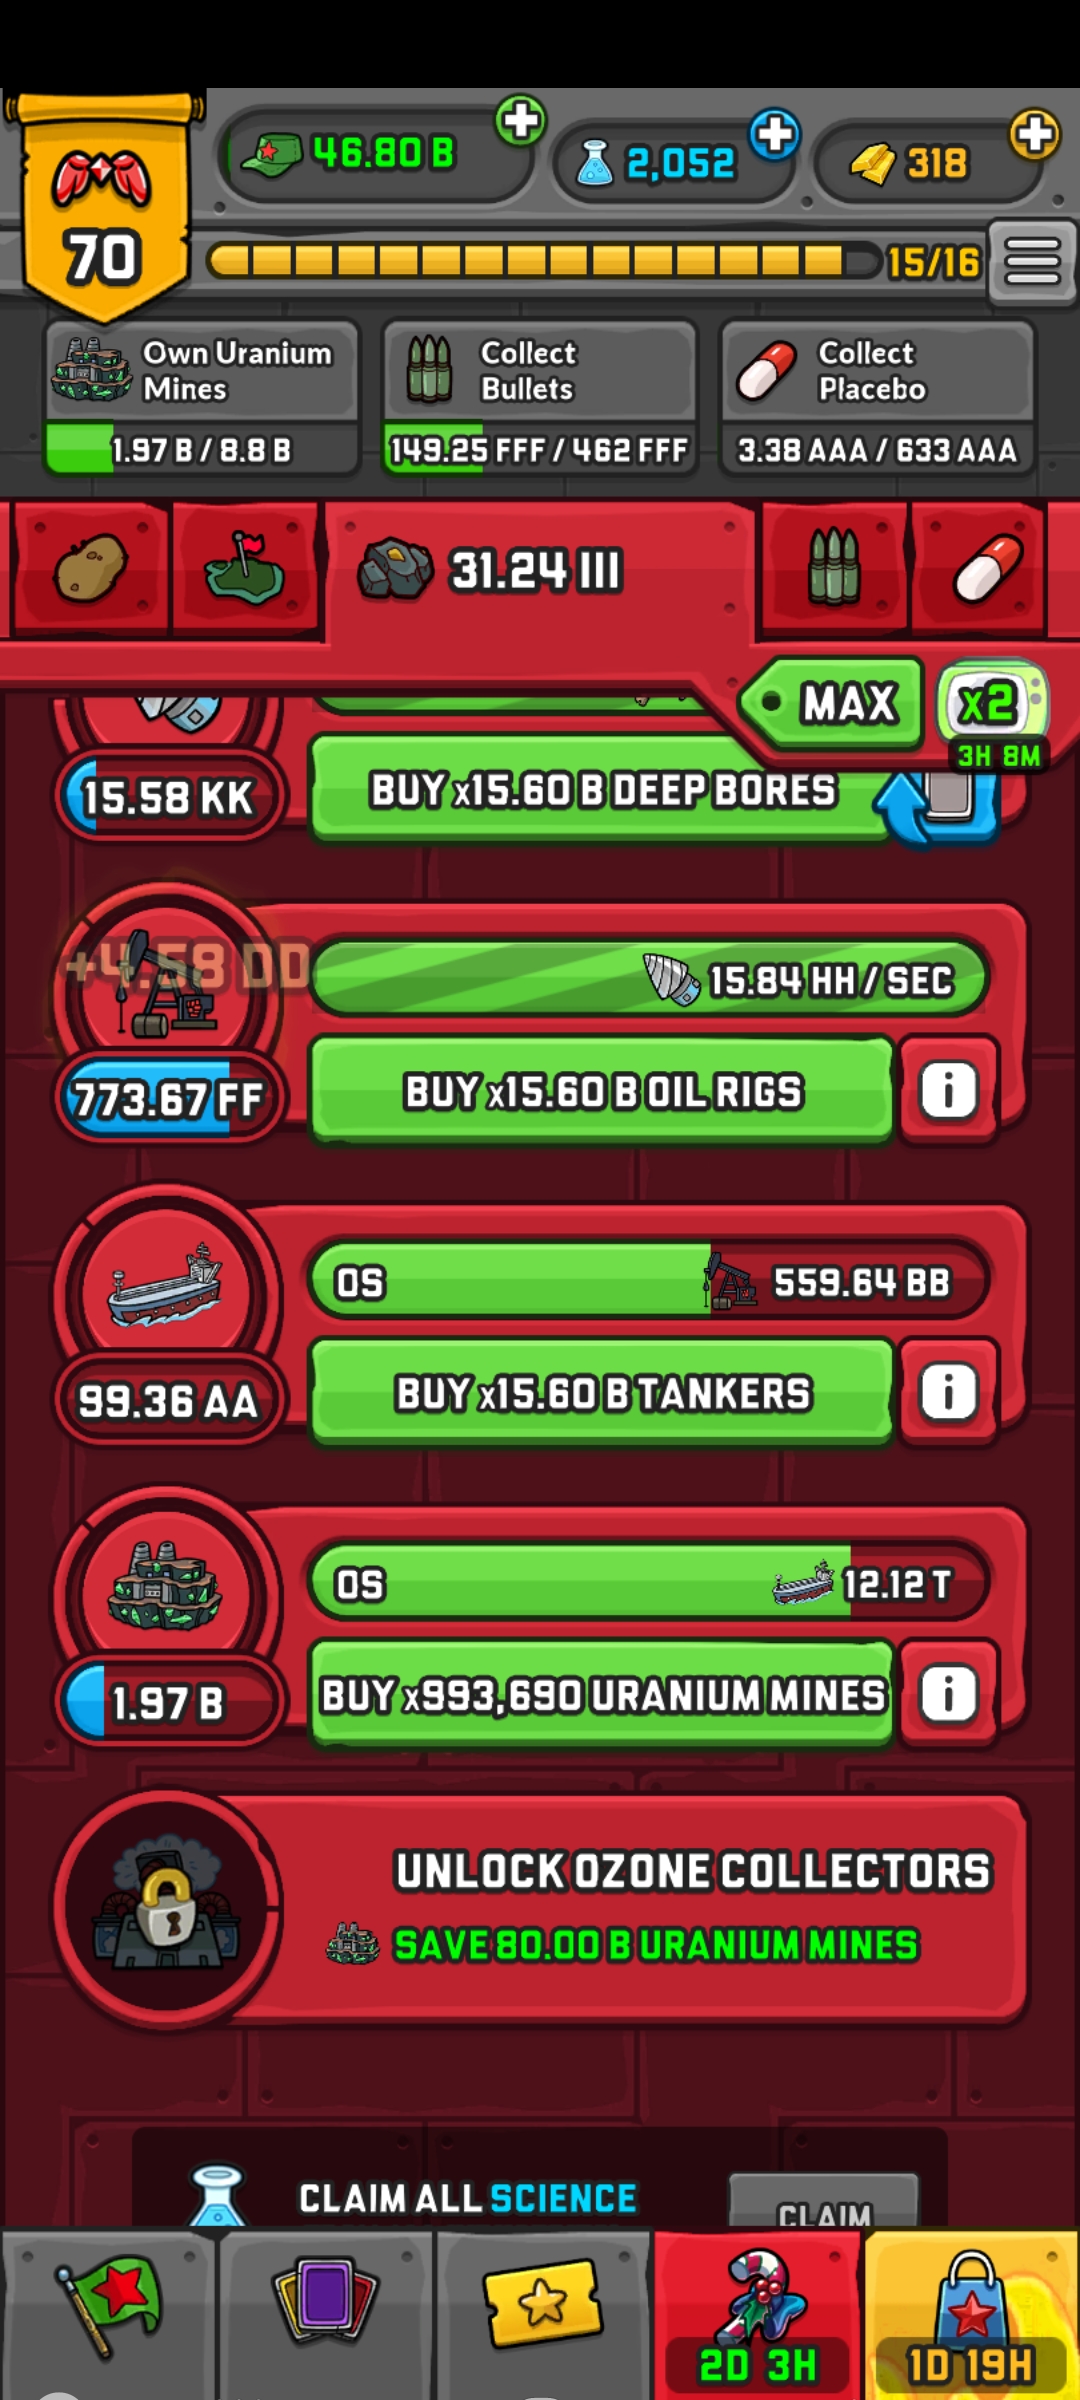 46.80 B
2,052
318
70
15/16
Own Uranium
Mines
1.97 B / 8.8 B
Collect
Bullets
149.25 FFF / 462 FFF
Collect
Placebo
3.38 AAA / 633 AAA
31.24 III
MAX
x2
3H 8M
15.58 KK
BUY x15.60 B DEEP BORES
+4.58 DD
15.84 HH / SEC
773.67 FF
BUY x15.60 B OIL RIGS
i
0S
559.64 BB
99.36 AA
BUY x15.60 B TANKERS
i
0S
12.12 T
1.97 B
BUY x993,690 URANIUM MINES
i
UNLOCK OZONE COLLECTORS
SAVE 80.00 B URANIUM MINES
CLAIM ALL SCIENCE
CLAIM
2D 3H
1D 19H